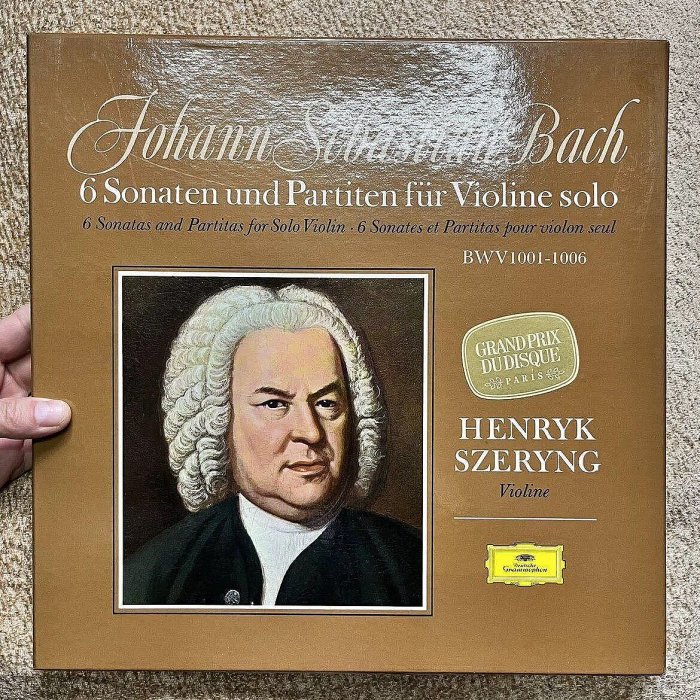 Johann Sebastian Bach
6 Sonaten und Partiten für Violine solo
6 Sonatas and Partitas for Solo Violin · 6 Sonates et Partitas pour violon seul
BWV 1001-1006
GRAND PRIX
DU DISQUE
PARIS
HENRYK
SZERYNG
Violine
Deutsche
Grammophon